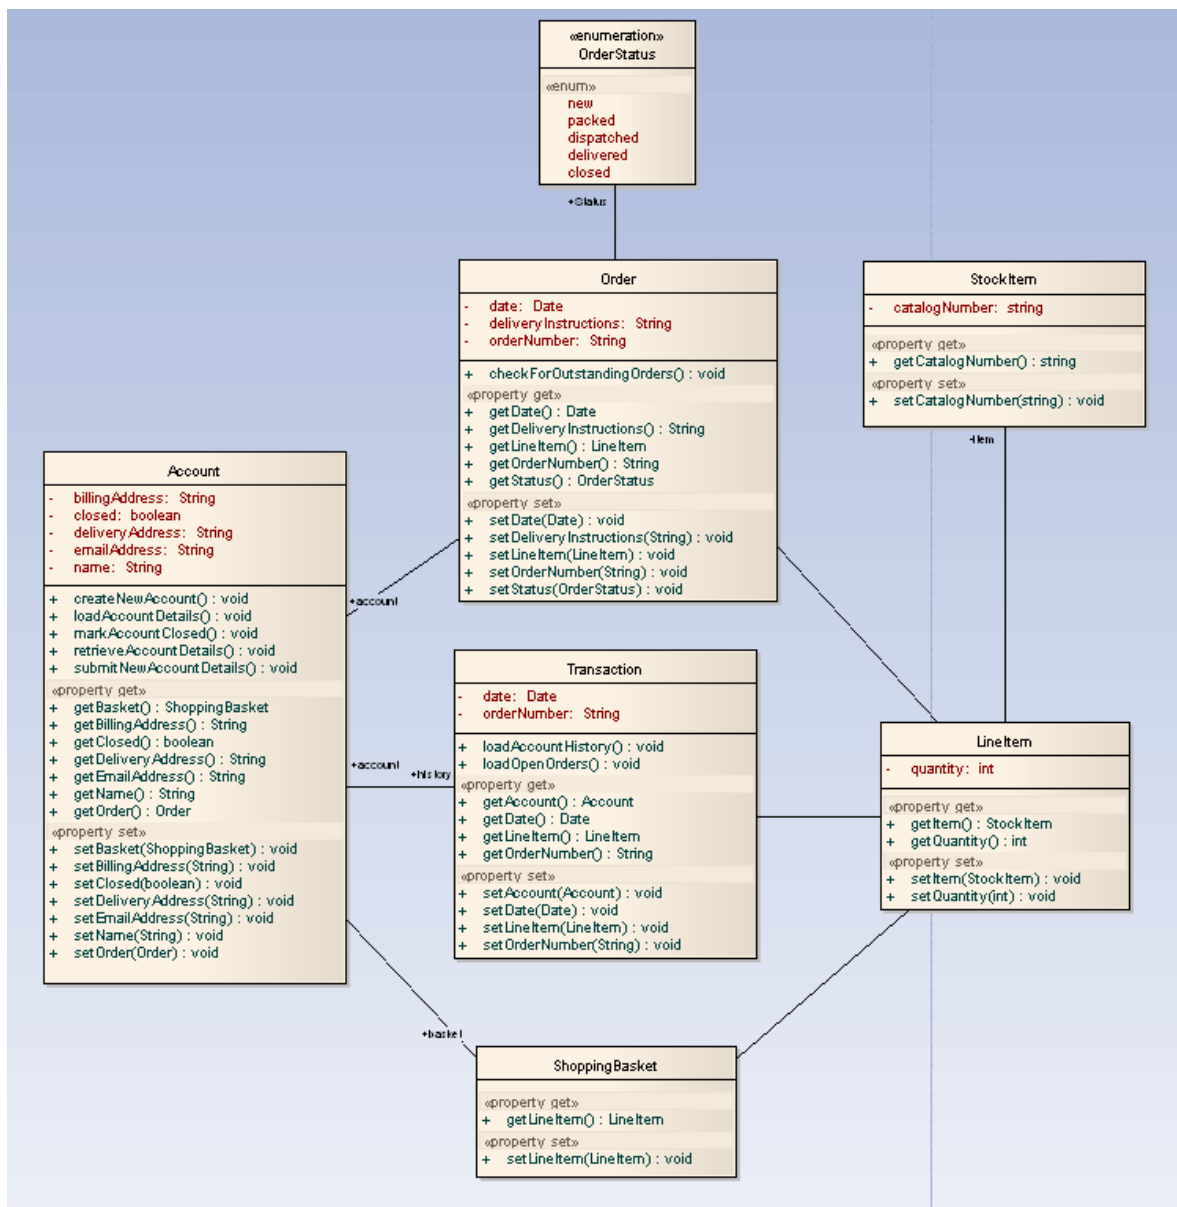 «enumeration»
OrderStatus
«enum»
new
packed
dispatched
delivered
closed
+Status
Order
- date: Date
- deliveryInstructions: String
- orderNumber: String
+ checkForOutstandingOrders() : void
«property get»
+ getDate() : Date
+ getDeliveryInstructions() : String
+ getLineItem() : LineItem
+ getOrderNumber() : String
+ getStatus() : OrderStatus
«property set»
+ setDate(Date) : void
+ setDeliveryInstructions(String) : void
+ setLineItem(LineItem) : void
+ setOrderNumber(String) : void
+ setStatus(OrderStatus) : void
StockItem
- catalogNumber: string
«property get»
+ getCatalogNumber() : string
«property set»
+ setCatalogNumber(string) : void
+item
Account
- billingAddress: String
- closed: boolean
- deliveryAddress: String
- emailAddress: String
- name: String
+ createNewAccount() : void
+ loadAccountDetails() : void
+ markAccountClosed() : void
+ retrieveAccountDetails() : void
+ submitNewAccountDetails() : void
«property get»
+ getBasket() : ShoppingBasket
+ getBillingAddress() : String
+ getClosed() : boolean
+ getDeliveryAddress() : String
+ getEmailAddress() : String
+ getName() : String
+ getOrder() : Order
«property set»
+ setBasket(ShoppingBasket) : void
+ setBillingAddress(String) : void
+ setClosed(boolean) : void
+ setDeliveryAddress(String) : void
+ setEmailAddress(String) : void
+ setName(String) : void
+ setOrder(Order) : void
+account
+account
+history
Transaction
- date: Date
- orderNumber: String
+ loadAccountHistory() : void
+ loadOpenOrders() : void
«property get»
+ getAccount() : Account
+ getDate() : Date
+ getLineItem() : LineItem
+ getOrderNumber() : String
«property set»
+ setAccount(Account) : void
+ setDate(Date) : void
+ setLineItem(LineItem) : void
+ setOrderNumber(String) : void
LineItem
- quantity: int
«property get»
+ getItem() : StockItem
+ getQuantity() : int
«property set»
+ setItem(StockItem) : void
+ setQuantity(int) : void
+basket
ShoppingBasket
«property get»
+ getLineItem() : LineItem
«property set»
+ setLineItem(LineItem) : void